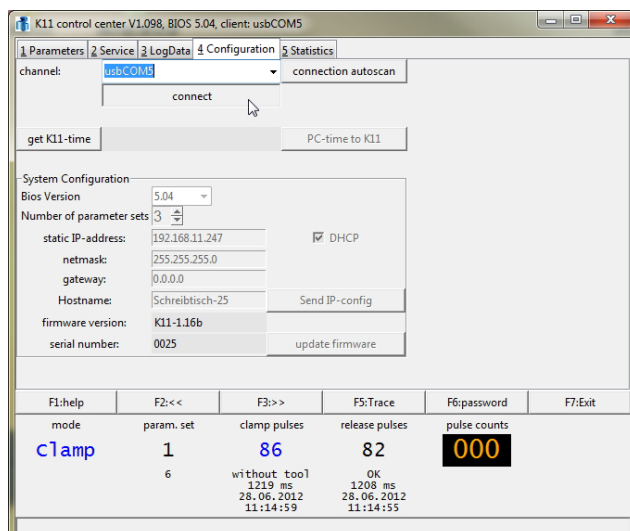 K11 control center V1.098, BIOS 5.04, client: usbCOM5
1 Parameters 2 Service 3 LogData 4 Configuration 5 Statistics
channel: usbCOM5 connection autoscan
connect
get K11-time PC-time to K11
System Configuration
Bios Version 5.04
Number of parameter sets 3
static IP-address: 192.168.11.247 DHCP
netmask: 255.255.255.0
gateway: 0.0.0.0
Hostname: Schreibtisch-25 Send IP-config
firmware version: K11-1.16b
serial number: 0025 update firmware
F1:help F2:<< F3:>> F5:Trace F6:password F7:Exit
mode param. set clamp pulses release pulses pulse counts
Clamp 1 86 82 000
6 without tool OK
1219 ms 1208 ms
28.06.2012 28.06.2012
11:14:59 11:14:55